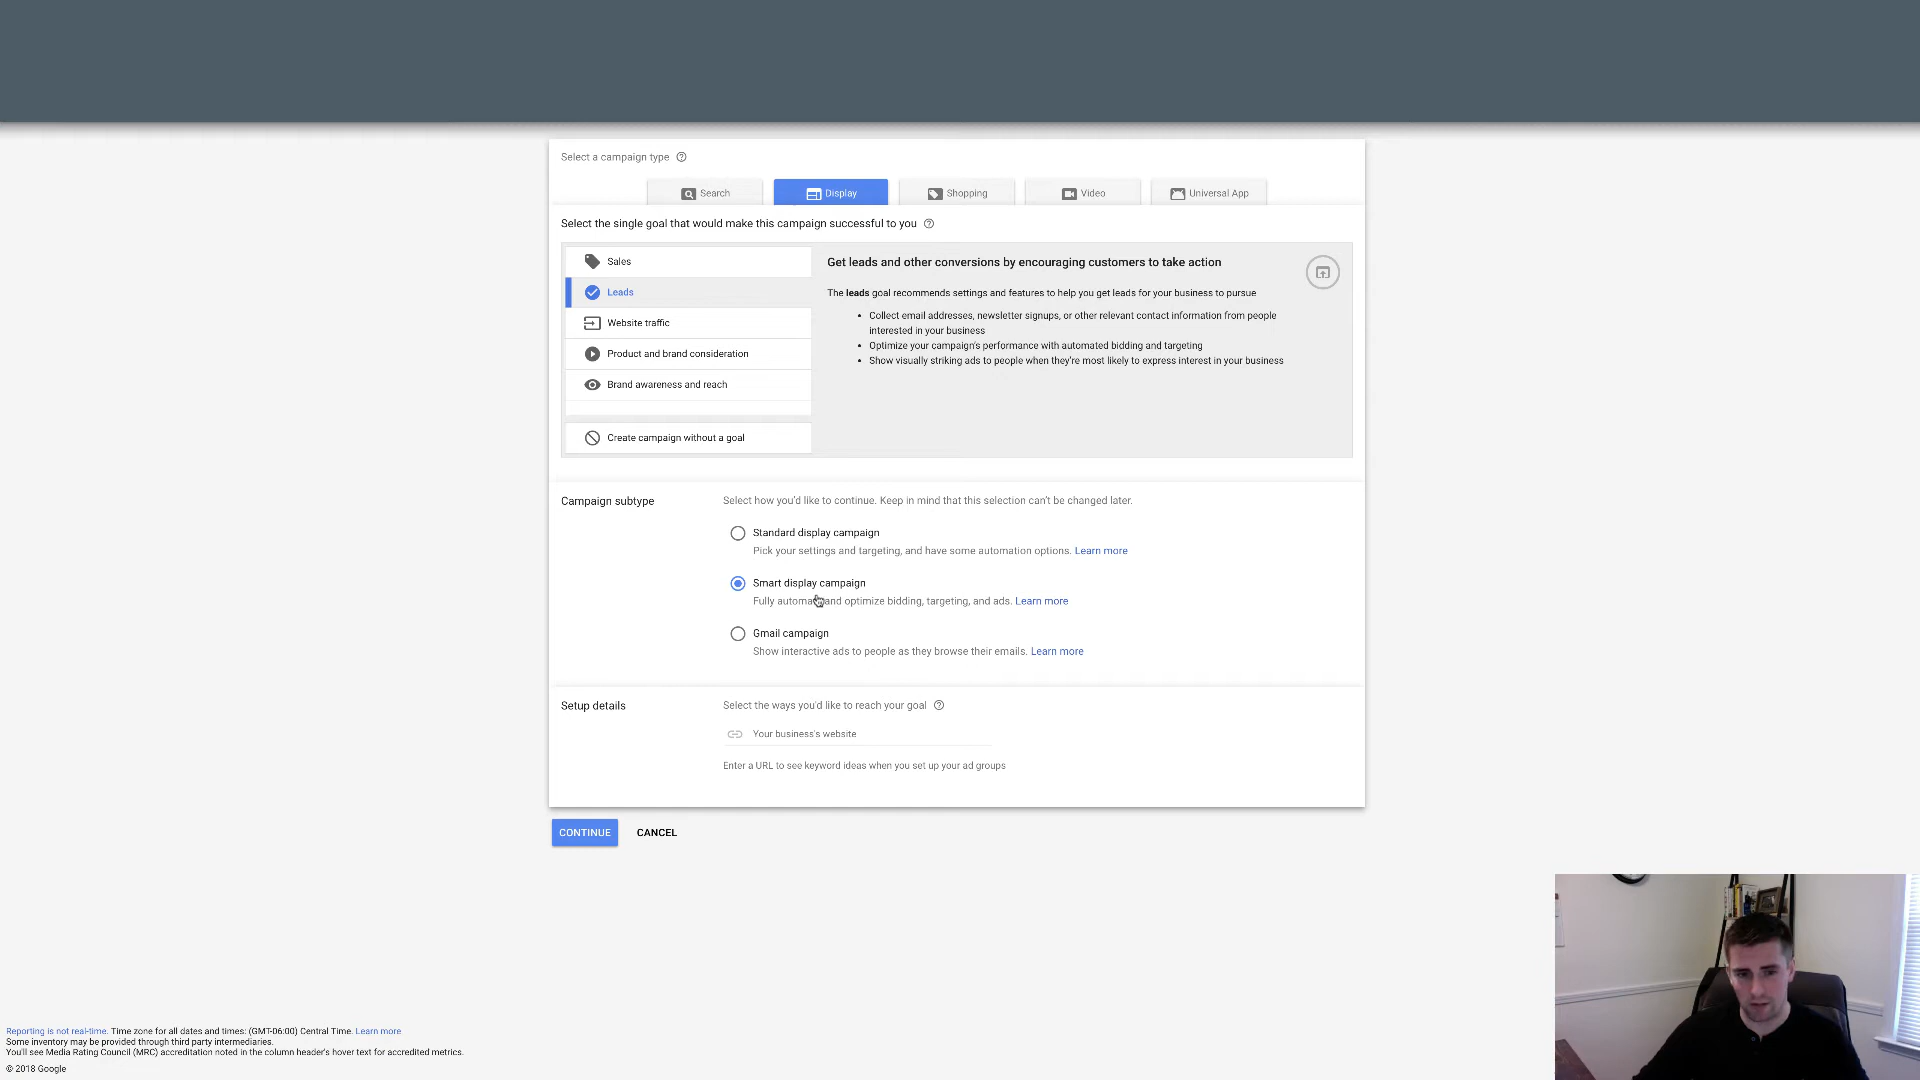 Select a campaign type
Search
Display
Shopping
Video
Universal App
Select the single goal that would make this campaign successful to you
Sales
Leads
Website traffic
Product and brand consideration
Brand awareness and reach
Create campaign without a goal
Get leads and other conversions by encouraging customers to take action
The leads goal recommends settings and features to help you get leads for your business to pursue
Collect email addresses, newsletter signups, or other relevant contact information from people
interested in your business
Optimize your campaign's performance with automated bidding and targeting
Show visually striking ads to people when they're most likely to express interest in your business
Campaign subtype
Select how you'd like to continue. Keep in mind that this selection can't be changed later.
Standard display campaign
Pick your settings and targeting, and have some automation options. Learn more
Smart display campaign
Fully and optimize bidding, targeting, and ads. Learn more
Gmail campaign
Show interactive ads to people as they browse their emails. Learn more
Setup details
Select the ways you'd like to reach your goal
Your business's website
Enter a URL to see keyword ideas when you set up your ad groups
CONTINUE
CANCEL
Reporting is not real-time. Time zone for all dates and times: (GMT-06:00) Central Time. Learn more
Some inventory may be provided through third party intermediaries.
You'll see Media Rating Council (MRC) accreditation noted in the column header's hover text for accredited metrics.
© 2018 Google